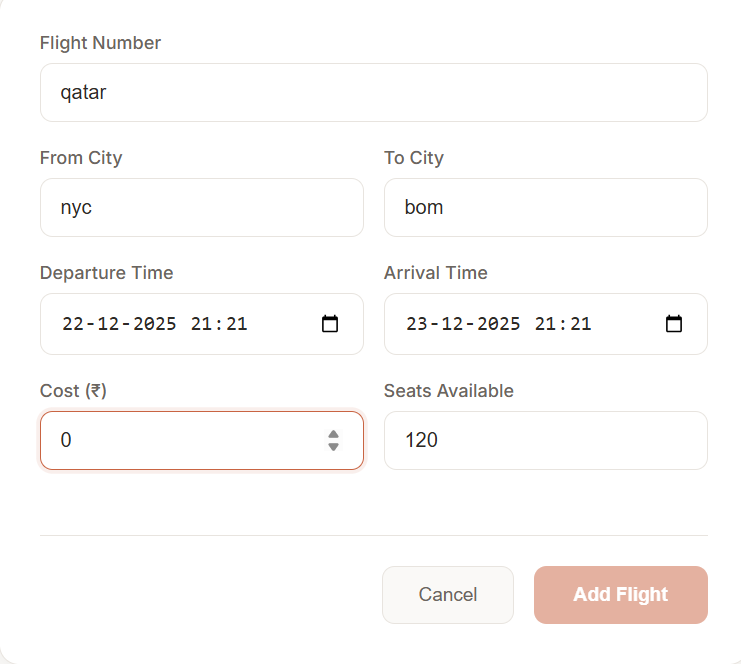 Flight Number
qatar
From City To City
nyc bom
Departure Time Arrival Time
22-12-2025 21:21 23-12-2025 21:21
Cost (₹) Seats Available
0 120
Cancel Add Flight